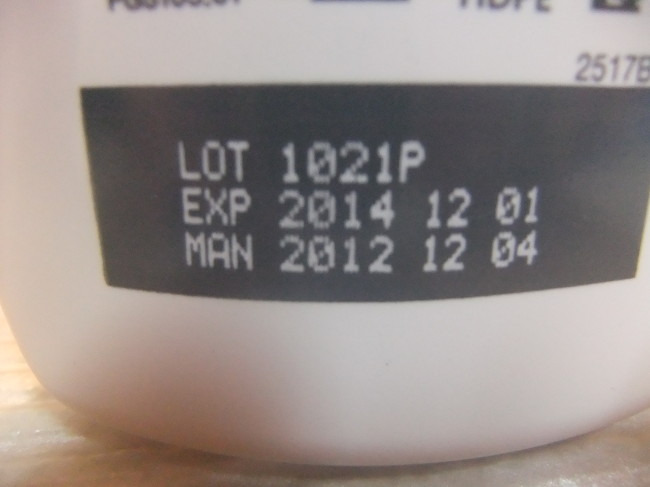 HDPE
2517B
LOT 1021P
EXP 2014 12 01
MAN 2012 12 04